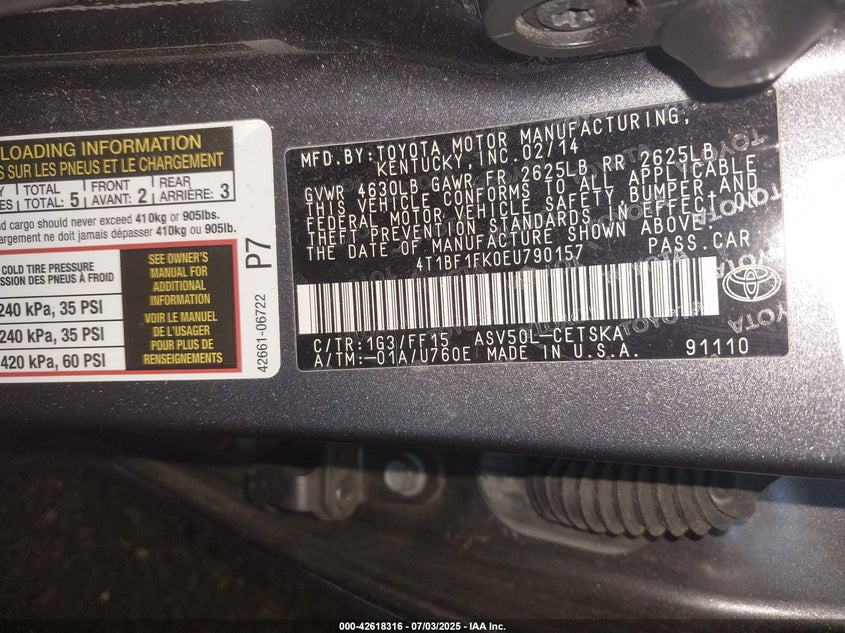 LOADING INFORMATION
SUR LES PNEUS ET LE CHARGEMENT
TOTAL FRONT REAR
TOTAL: 5 AVANT: 2 ARRIÈRE: 3
and cargo should never exceed 410kg or 905lbs.
ne doit jamais dépasser 410kg ou 905lb.
COLD TIRE PRESSURE
DES PNEUS À FROID
240 kPa, 35 PSI
240 kPa, 35 PSI
420 kPa, 60 PSI
SEE OWNER'S
MANUAL FOR
ADDITIONAL
INFORMATION
VOIR LE MANUEL
DE L'USAGER
POUR PLUS DE
RENSEIGNEMENTS
P7
42661-06722
MFD.BY:TOYOTA MOTOR MANUFACTURING,
KENTUCKY, INC.02/14
GVWR 4630LB GAWR FR 2625LB RR 2625LB
THIS VEHICLE CONFORMS TO ALL APPLICABLE
FEDERAL MOTOR VEHICLE SAFETY, BUMPER, AND
THEFT PREVENTION STANDARDS IN EFFECT ON
THE DATE OF MANUFACTURE SHOWN ABOVE.
4T1BF1FK0EU790157 PASS.CAR
C/TR:1G3/FF15 ASV50L-CETSKA
A/TM:-01A/U760E MADE IN U.S.A. 91110
TOYOTA
000-42618316 - 07/03/2025 - IAA Inc.